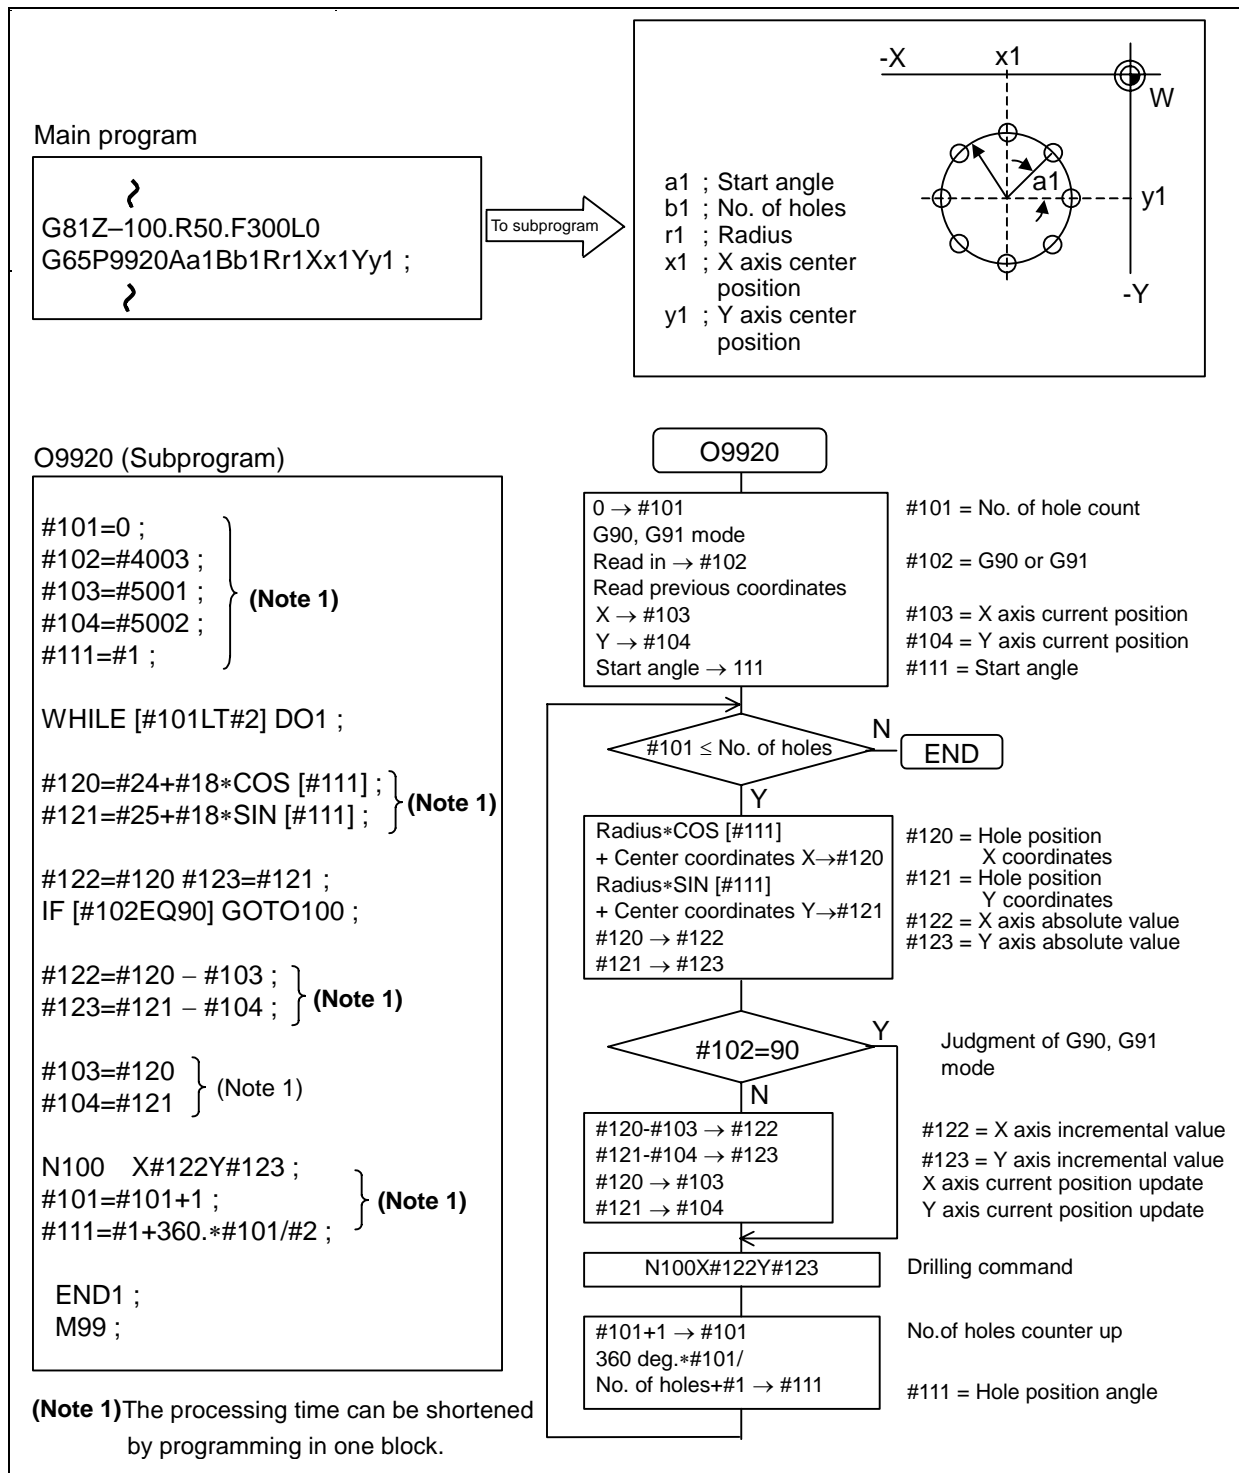 Main program
G81Z–100.R50.F300L0
G65P9920Aa1Bb1Rr1Xx1Yy1 ;
To subprogram
-X
x1
W
a1
y1
-Y
a1 ; Start angle
b1 ; No. of holes
r1 ; Radius
x1 ; X axis center
position
y1 ; Y axis center
position
O9920 (Subprogram)
#101=0 ;
#102=#4003 ;
#103=#5001 ;
#104=#5002 ;
#111=#1 ;
(Note 1)
WHILE [#101LT#2] DO1 ;
#120=#24+#18∗COS [#111] ;
#121=#25+#18∗SIN [#111] ;
(Note 1)
#122=#120 #123=#121 ;
IF [#102EQ90] GOTO100 ;
#122=#120 – #103 ;
#123=#121 – #104 ;
(Note 1)
#103=#120
#104=#121
(Note 1)
N100 X#122Y#123 ;
#101=#101+1 ;
#111=#1+360.∗#101/#2 ;
(Note 1)
END1 ;
M99 ;
(Note 1)The processing time can be shortened
by programming in one block.
O9920
0 → #101
G90, G91 mode
Read in → #102
Read previous coordinates
X → #103
Y → #104
Start angle → 111
#101 = No. of hole count
#102 = G90 or G91
#103 = X axis current position
#104 = Y axis current position
#111 = Start angle
#101 ≤ No. of holes
N
END
Y
Radius∗COS [#111]
+ Center coordinates X→#120
Radius∗SIN [#111]
+ Center coordinates Y→#121
#120 → #122
#121 → #123
#120 = Hole position
X coordinates
#121 = Hole position
Y coordinates
#122 = X axis absolute value
#123 = Y axis absolute value
#102=90
Y
N
Judgment of G90, G91
mode
#120-#103 → #122
#121-#104 → #123
#120 → #103
#121 → #104
#122 = X axis incremental value
#123 = Y axis incremental value
X axis current position update
Y axis current position update
N100X#122Y#123
Drilling command
#101+1 → #101
360 deg.∗#101/
No. of holes+#1 → #111
No.of holes counter up
#111 = Hole position angle